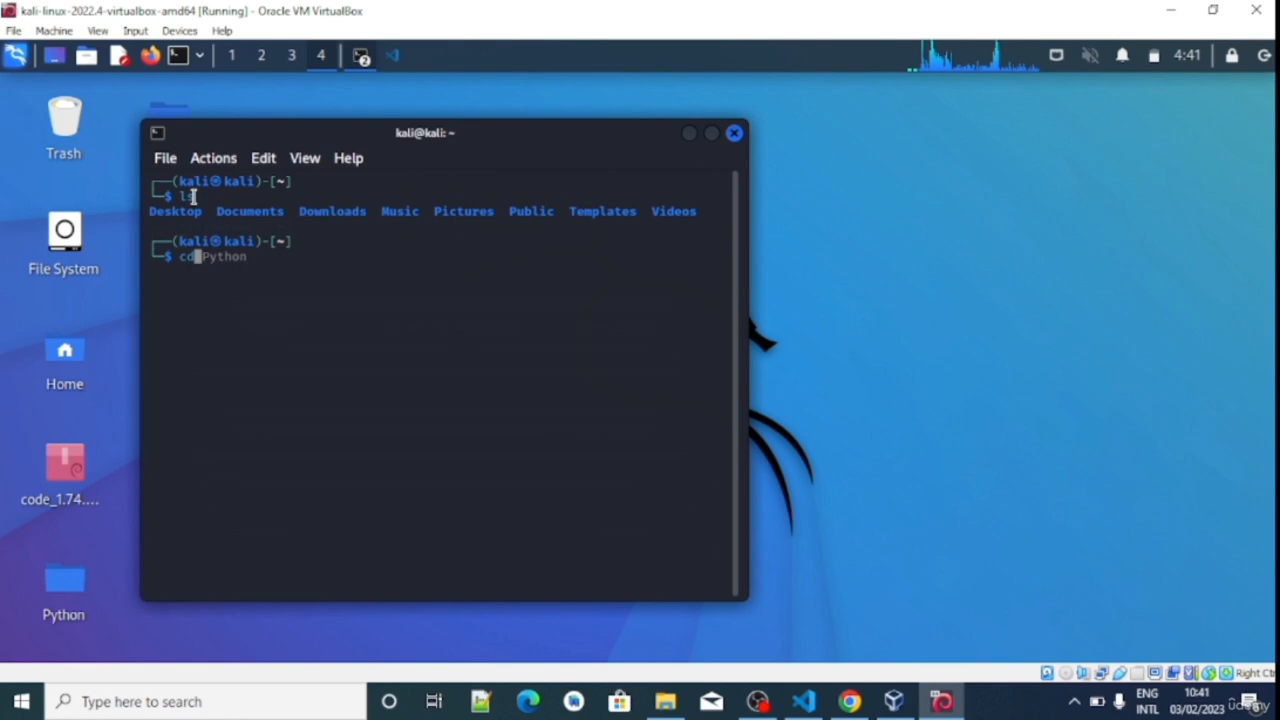 kali-linux-2022.4-virtualbox-amd64 [Running] - Oracle VM VirtualBox
File Machine View Input Devices Help
1 2 3 4 2 4:41
Trash
File System
Home
code_1.74....
Python
kali@kali: ~
File Actions Edit View Help
(kali㉿kali)-[~]
$ ls
Desktop Documents Downloads Music Pictures Public Templates Videos
(kali㉿kali)-[~]
$ cd Python
Right Ct
Type here to search
ENG
INTL
10:41
03/02/2023
udemy